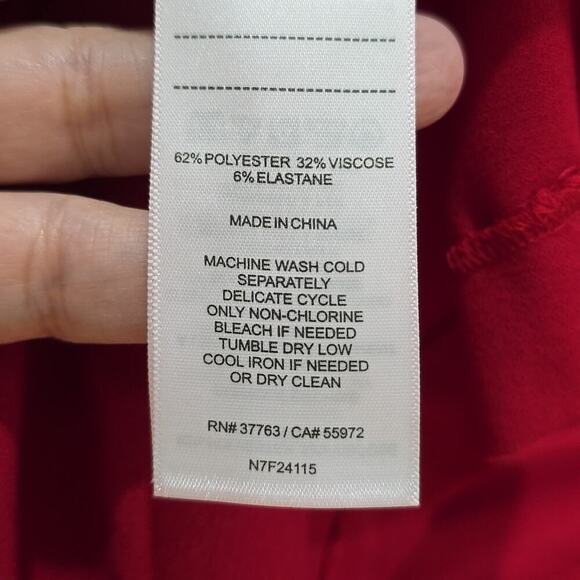 62% POLYESTER 32% VISCOSE
6% ELASTANE
MADE IN CHINA
MACHINE WASH COLD
SEPARATELY
DELICATE CYCLE
ONLY NON-CHLORINE
BLEACH IF NEEDED
TUMBLE DRY LOW
COOL IRON IF NEEDED
OR DRY CLEAN
RN# 37763 / CA# 55972
N7F24115